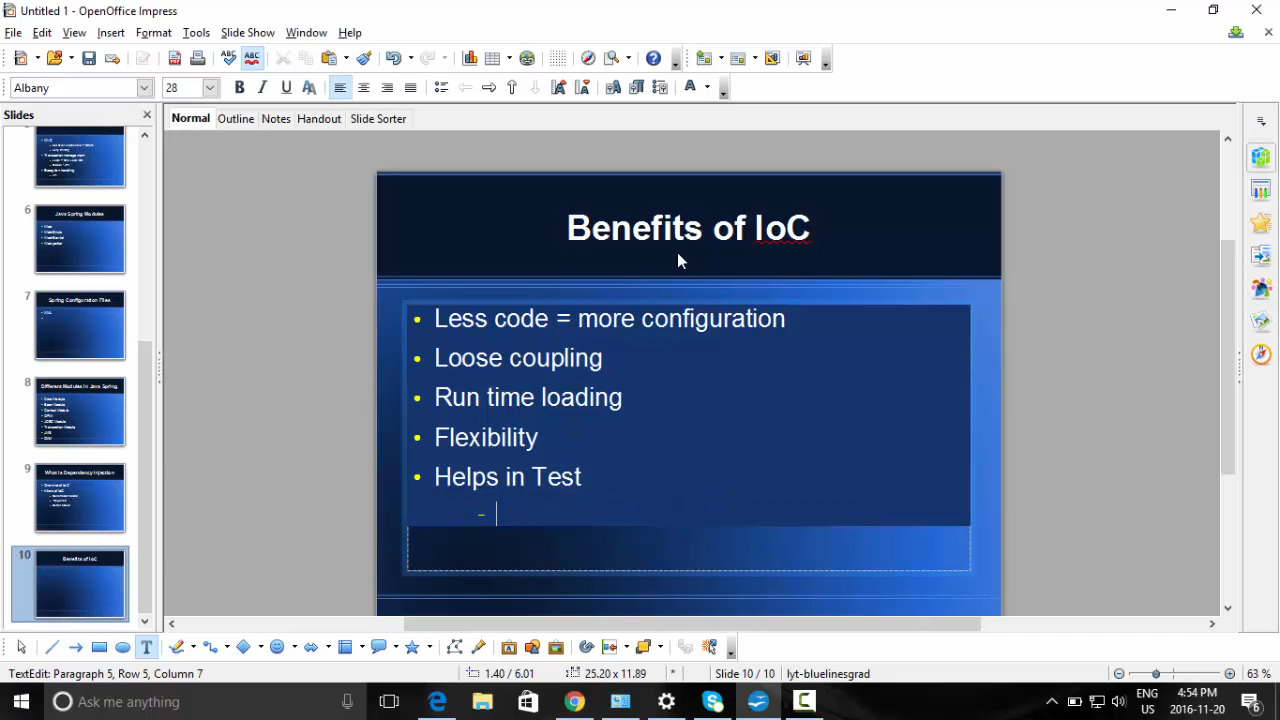 Untitled 1 - OpenOffice Impress
File Edit View Insert Format Tools Slide Show Window Help
Albany 28
Slides
Normal Outline Notes Handout Slide Sorter
6
Java Spring Modules
7
Spring Configuration Files
8
Different Modules in Java Spring
9
What is Dependency Injection
10
Benefits of IoC
Benefits of IoC
• Less code = more configuration
• Loose coupling
• Run time loading
• Flexibility
• Helps in Test
–
TextEdit: Paragraph 5, Row 5, Column 7 1.40 / 6.01 25.20 x 11.89 * Slide 10 / 10 lyt-bluelinesgrad 63 %
Ask me anything
ENG 4:54 PM
US 2016-11-20 6